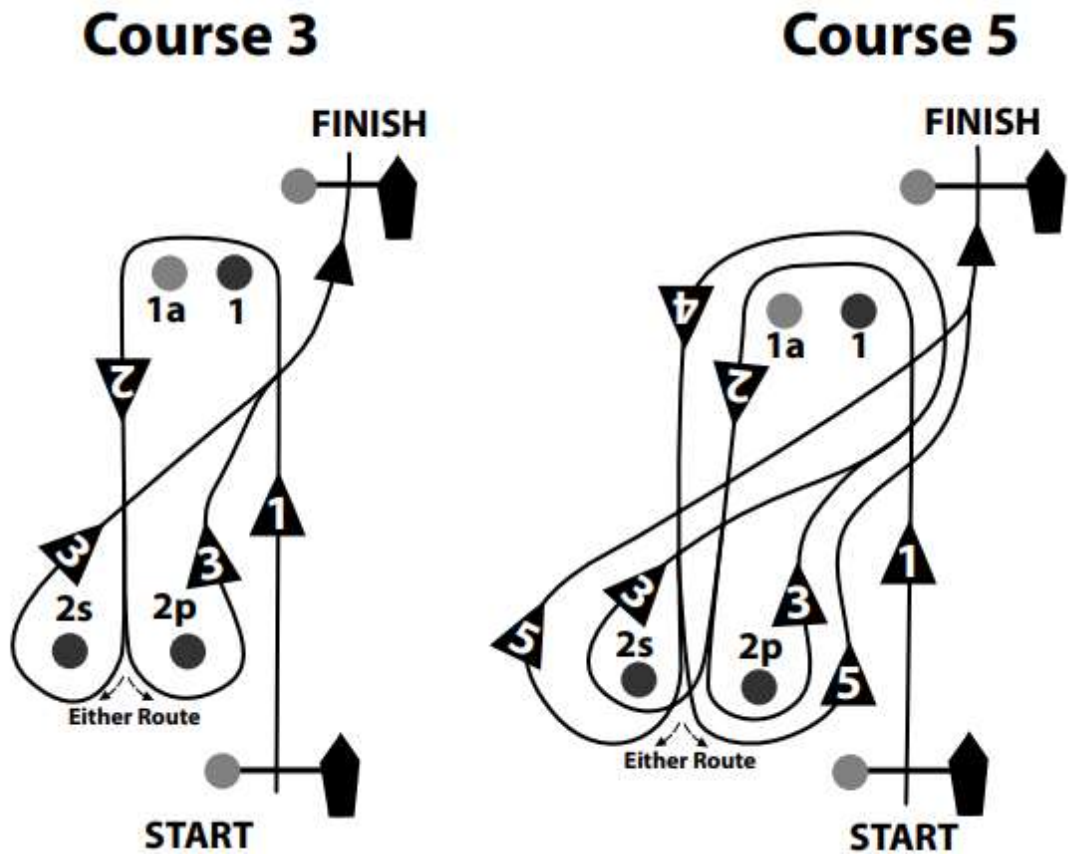 Course 3
FINISH
1a 1
2
1
3
3
2s 2p
Either Route
START
Course 5
FINISH
4
1a 1
2
1
3
3
5
2s 2p
5
Either Route
START